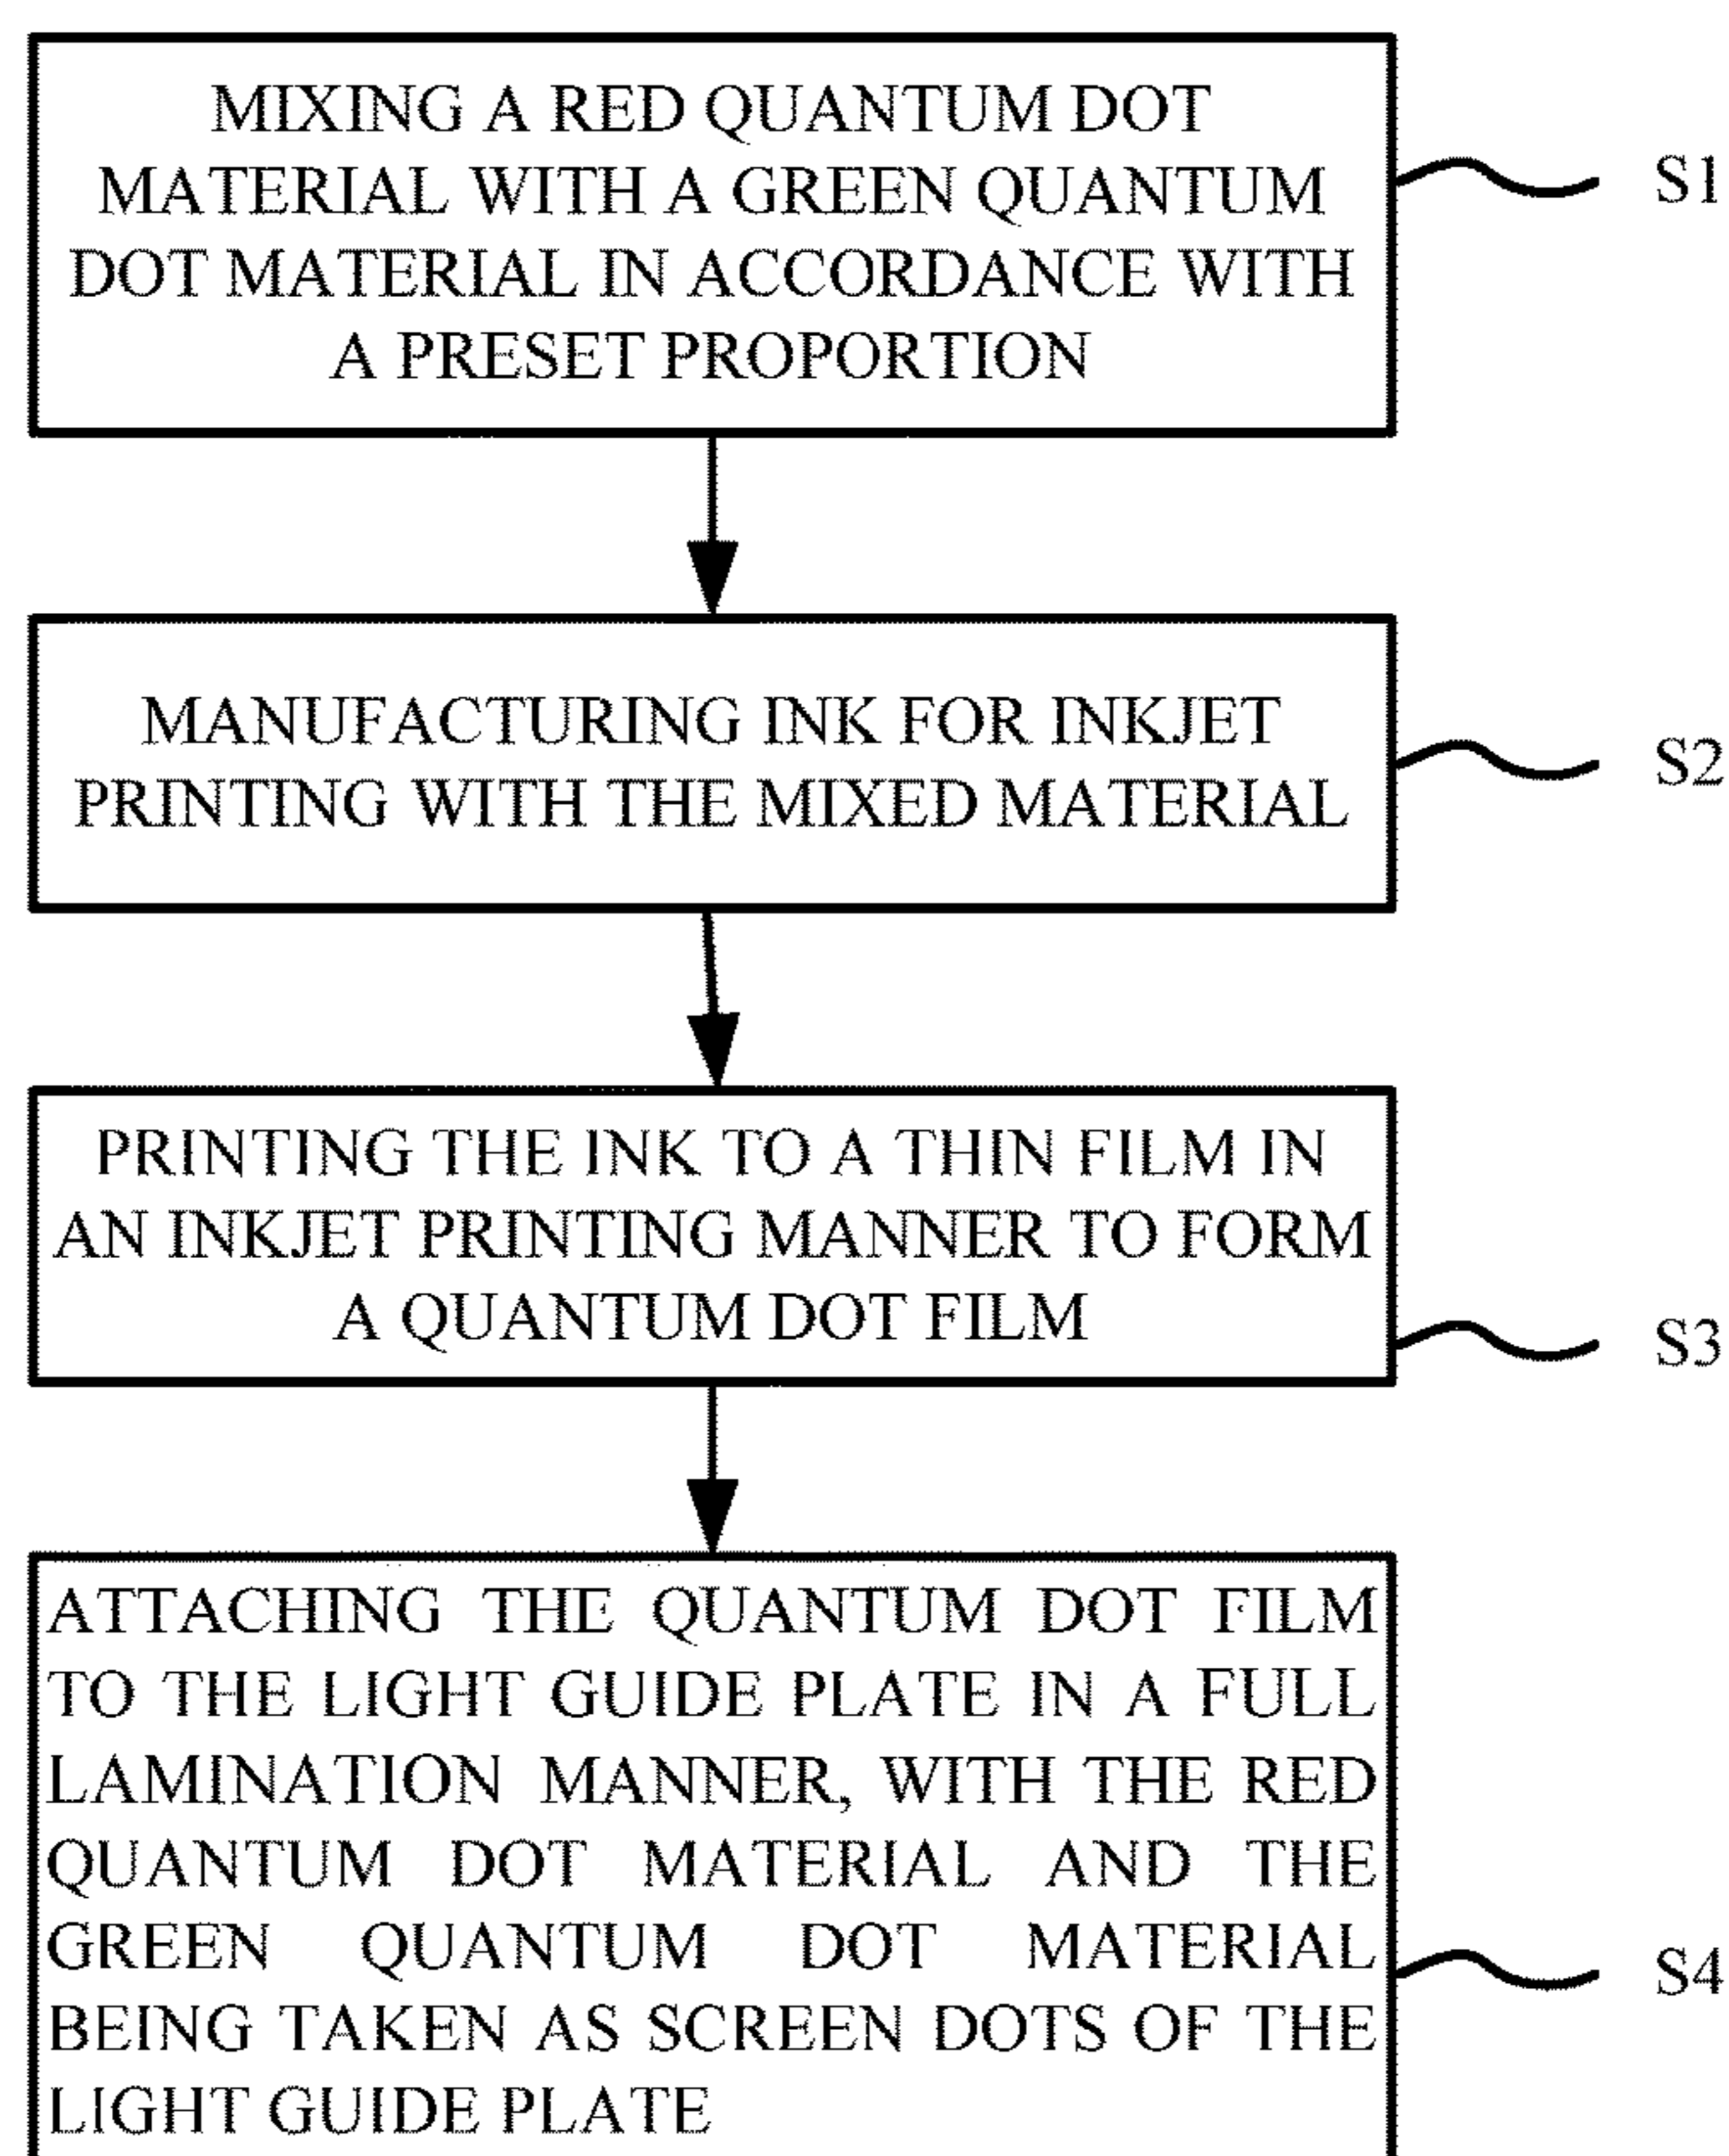 MIXING A RED QUANTUM DOT
MATERIAL WITH A GREEN QUANTUM
DOT MATERIAL IN ACCORDANCE WITH
A PRESET PROPORTION
S1
MANUFACTURING INK FOR INKJET
PRINTING WITH THE MIXED MATERIAL
S2
PRINTING THE INK TO A THIN FILM IN
AN INKJET PRINTING MANNER TO FORM
A QUANTUM DOT FILM
S3
ATTACHING THE QUANTUM DOT FILM
TO THE LIGHT GUIDE PLATE IN A FULL
LAMINATION MANNER, WITH THE RED
QUANTUM DOT MATERIAL AND THE
GREEN QUANTUM DOT MATERIAL
BEING TAKEN AS SCREEN DOTS OF THE
LIGHT GUIDE PLATE
S4